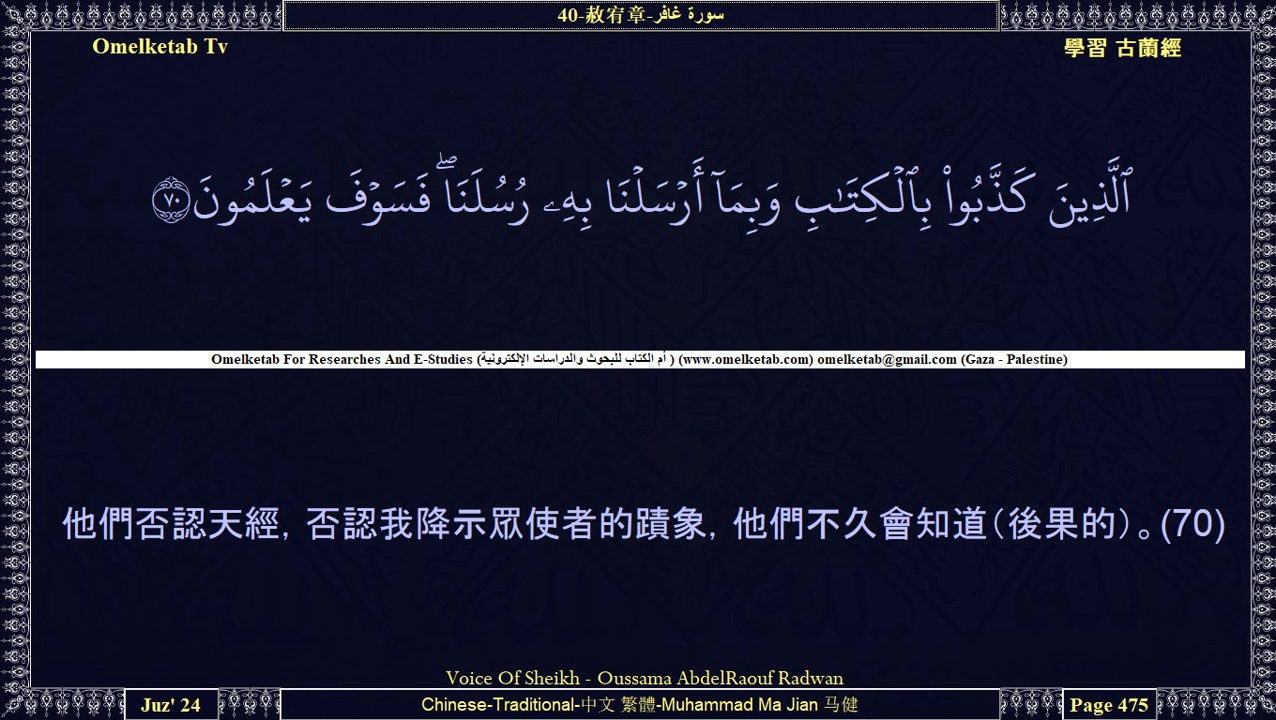 40-赦宥章-سورة غافر
Omelketab Tv
學習 古蘭經
ٱلَّذِينَ كَذَّبُوا۟ بِٱلْكِتَـٰبِ وَبِمَآ أَرْسَلْنَا بِهِۦ رُسُلَنَا ۖ فَسَوْفَ يَعْلَمُونَ ﴿٧٠﴾
Omelketab For Researches And E-Studies (أم الكتاب للبحوث والدراسات الإلكترونية ) (www.omelketab.com) omelketab@gmail.com (Gaza - Palestine)
他們否認天經，否認我降示眾使者的蹟象，他們不久會知道（後果的）。(70)
Voice Of Sheikh - Oussama AbdelRaouf Radwan
Juz' 24
Chinese-Traditional-中文 繁體-Muhammad Ma Jian 马健
Page 475